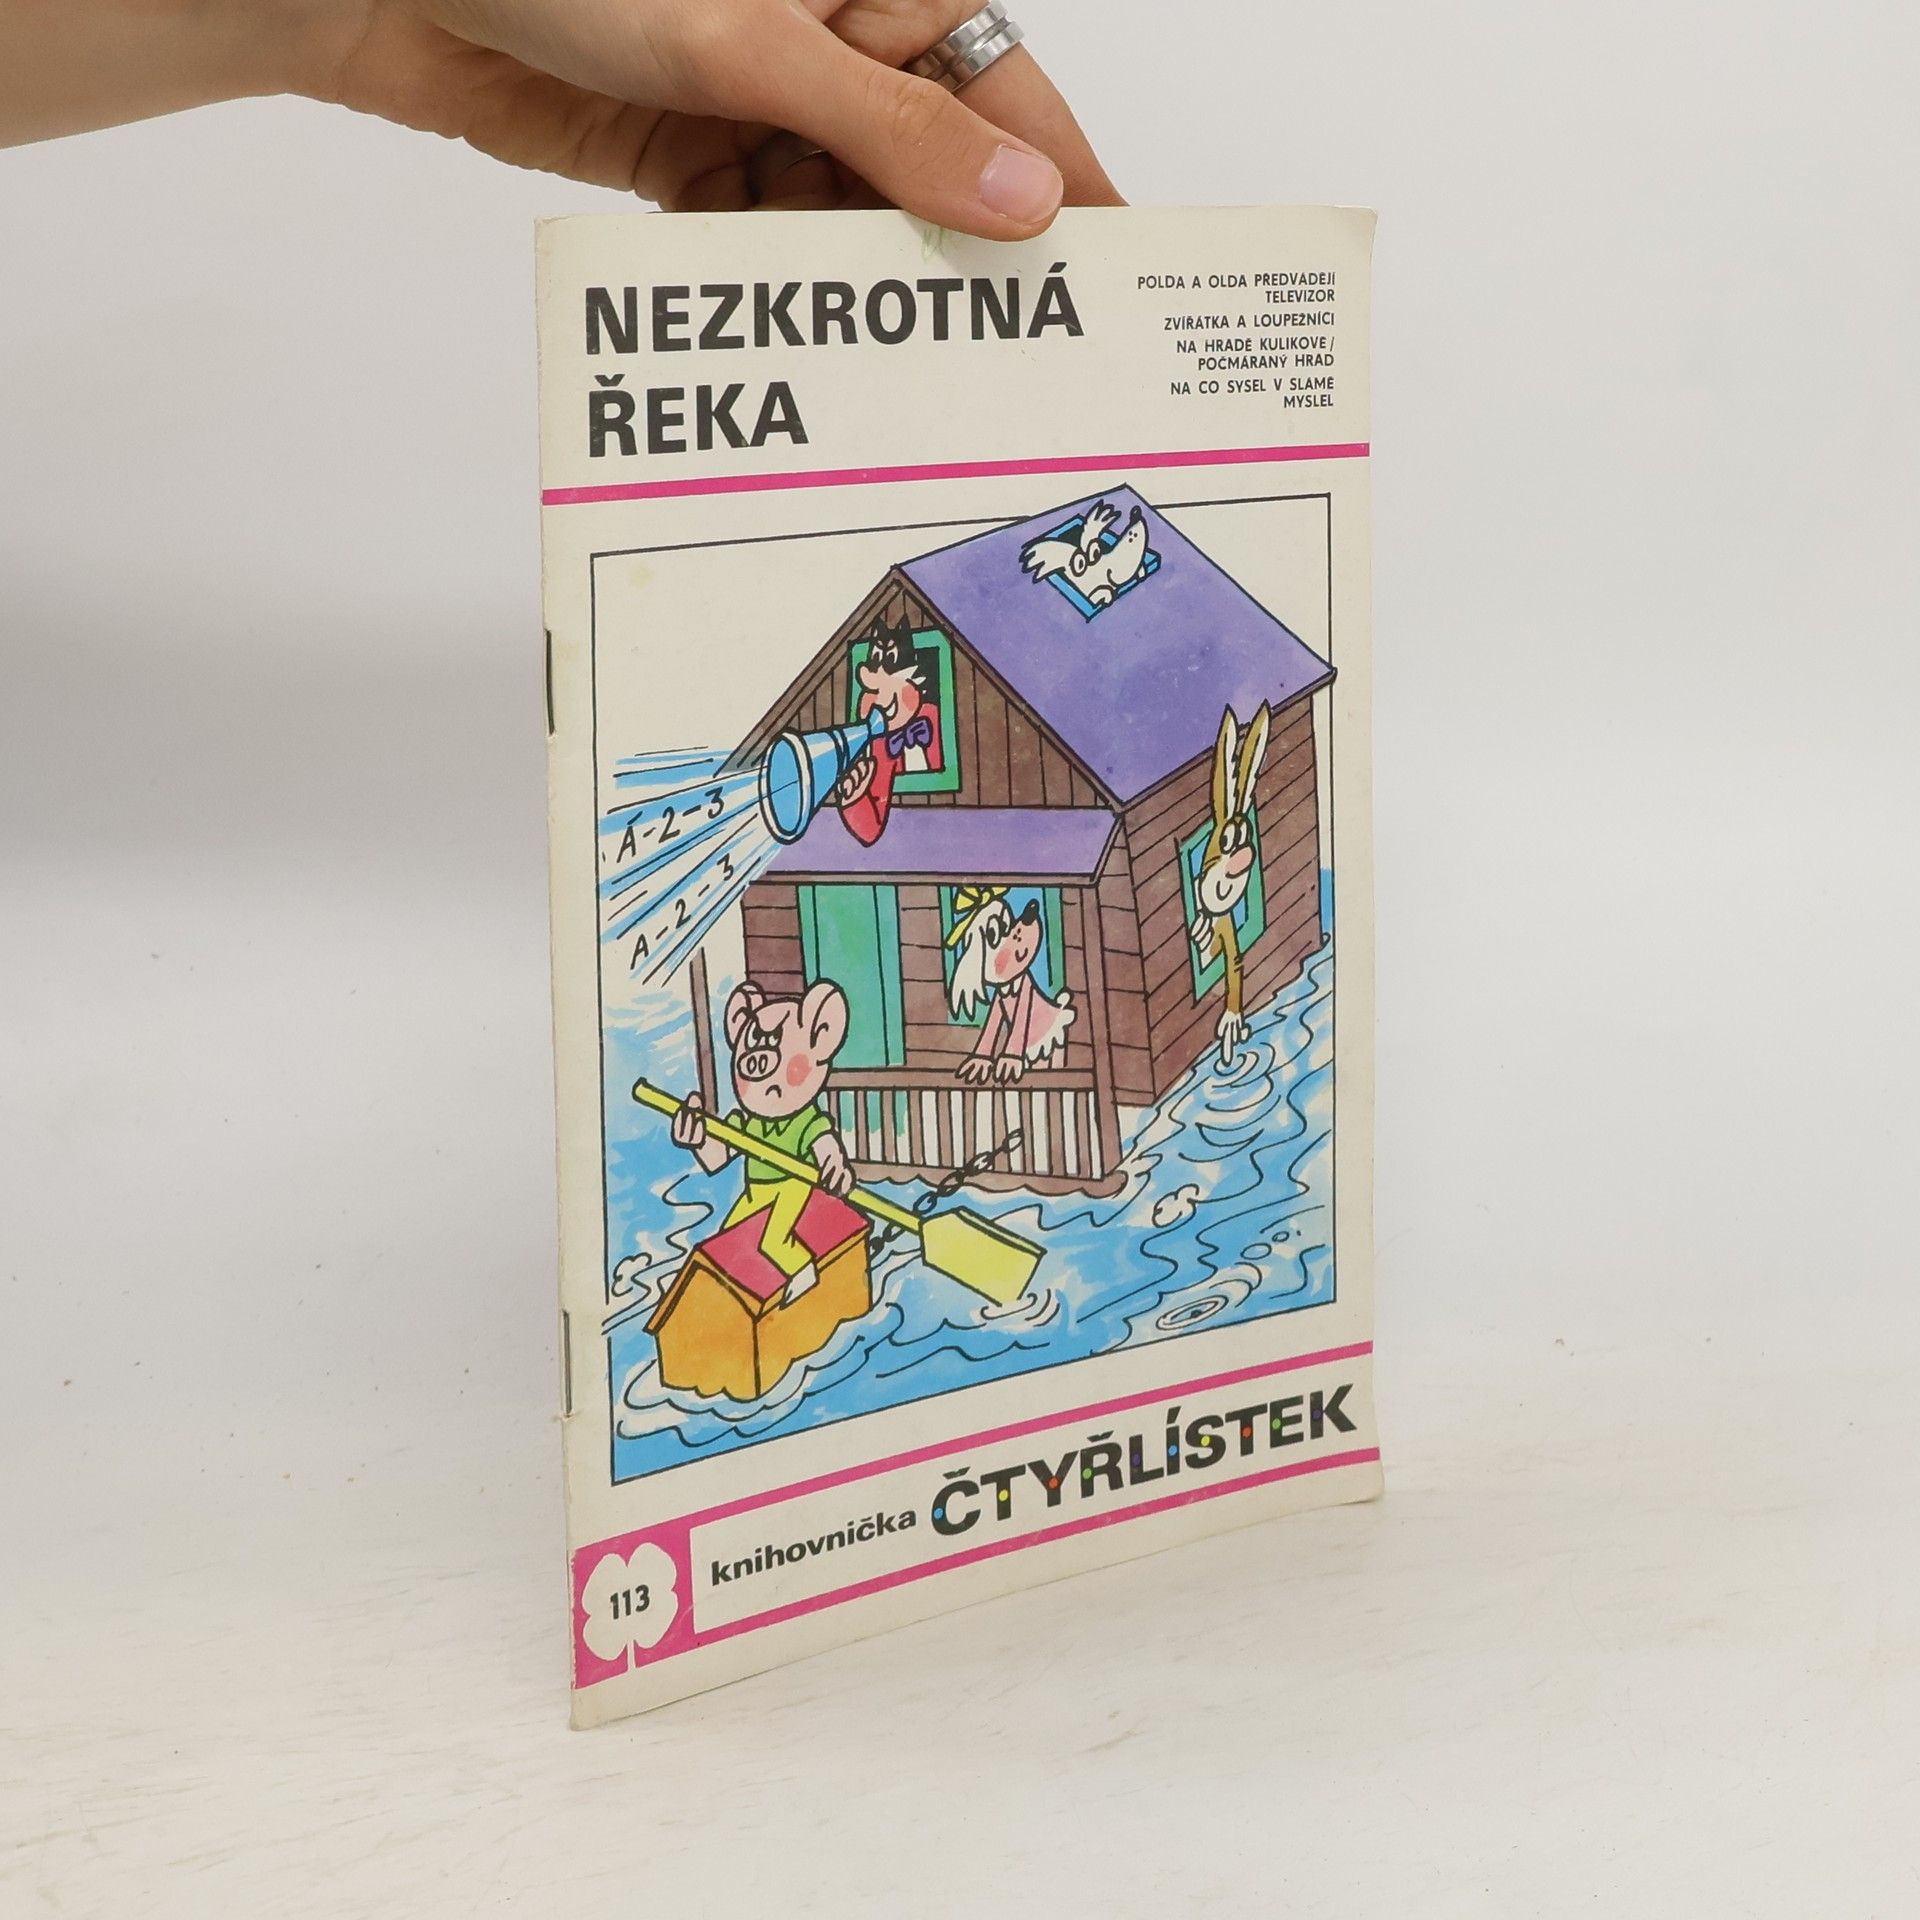 NEZKROTNÁ
ŘEKA
POLDA A OLDA PŘEDVÁDĚJÍ
TELEVIZOR
ZVÍŘÁTKA A LOUPEŽNÍCI
NA HRADĚ KULÍKOVĚ/
POČMÁRANÝ HRAD
NA CO SYSEL V SLÁMĚ
MYSLEL
Á-2-3
A-2-3
knihovnička ČTYŘLÍSTEK
113